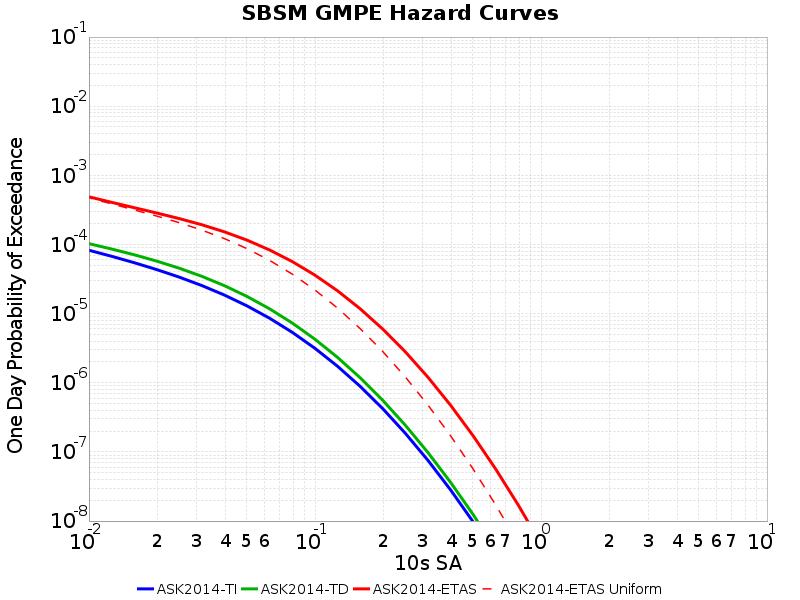 SBSM GMPE Hazard Curves
One Day Probability of Exceedance
10-1
10-2
10-3
10-4
10-5
10-6
10-7
10-8
10-2 2 3 4 5 6 10-1 2 3 4 5 6 7 100 2 3 4 5 6 7 101
10s SA
ASK2014-TI ASK2014-TD ASK2014-ETAS ASK2014-ETAS Uniform